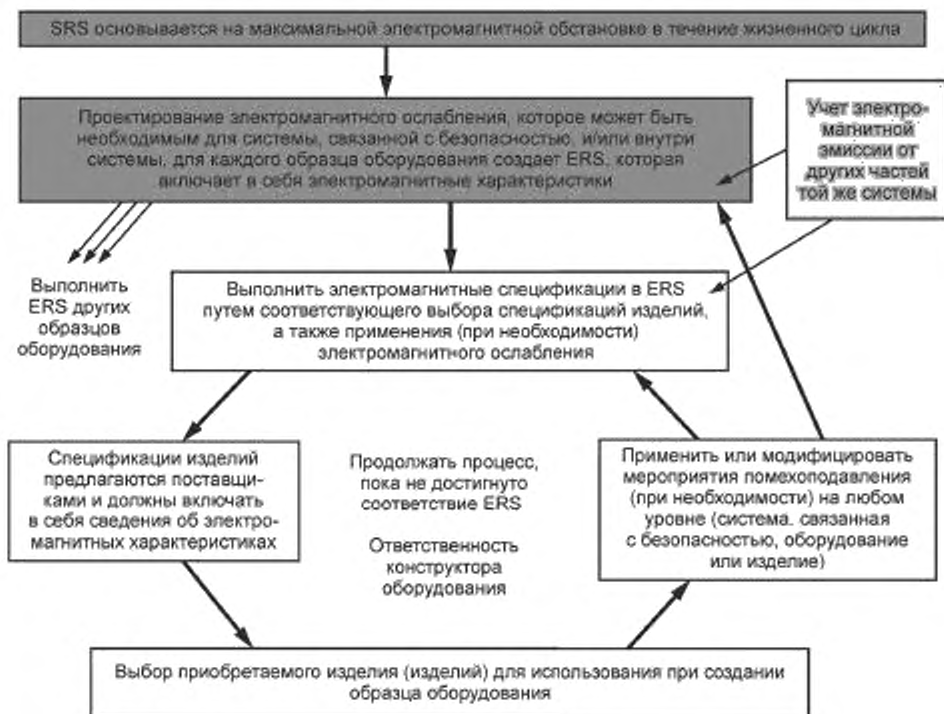 SRS основывается на максимальной электромагнитной обстановке в течение жизненного цикла
Проектирование электромагнитного ослабления, которое может быть
необходимым для системы, связанной с безопасностью, и/или внутри
системы, для каждого образца оборудования создает ERS, которая
включает в себя электромагнитные характеристики
Учет электро-
магнитной
эмиссии от
других частей
той же системы
Выполнить
ERS других
образцов
оборудования
Выполнить электромагнитные спецификации в ERS
путем соответствующего выбора спецификаций изделий,
а также применения (при необходимости)
электромагнитного ослабления
Спецификации изделий
предлагаются поставщи-
ками и должны включать
в себя сведения об электро-
магнитных характеристиках
Продолжать процесс,
пока не достигнуто
соответствие ERS
Ответственность
конструктора
оборудования
Применить или модифицировать
мероприятия помехоподавления
(при необходимости) на любом
уровне (система. связанная
с безопасностью, оборудование
или изделие)
Выбор приобретаемого изделия (изделий) для использования при создании
образца оборудования